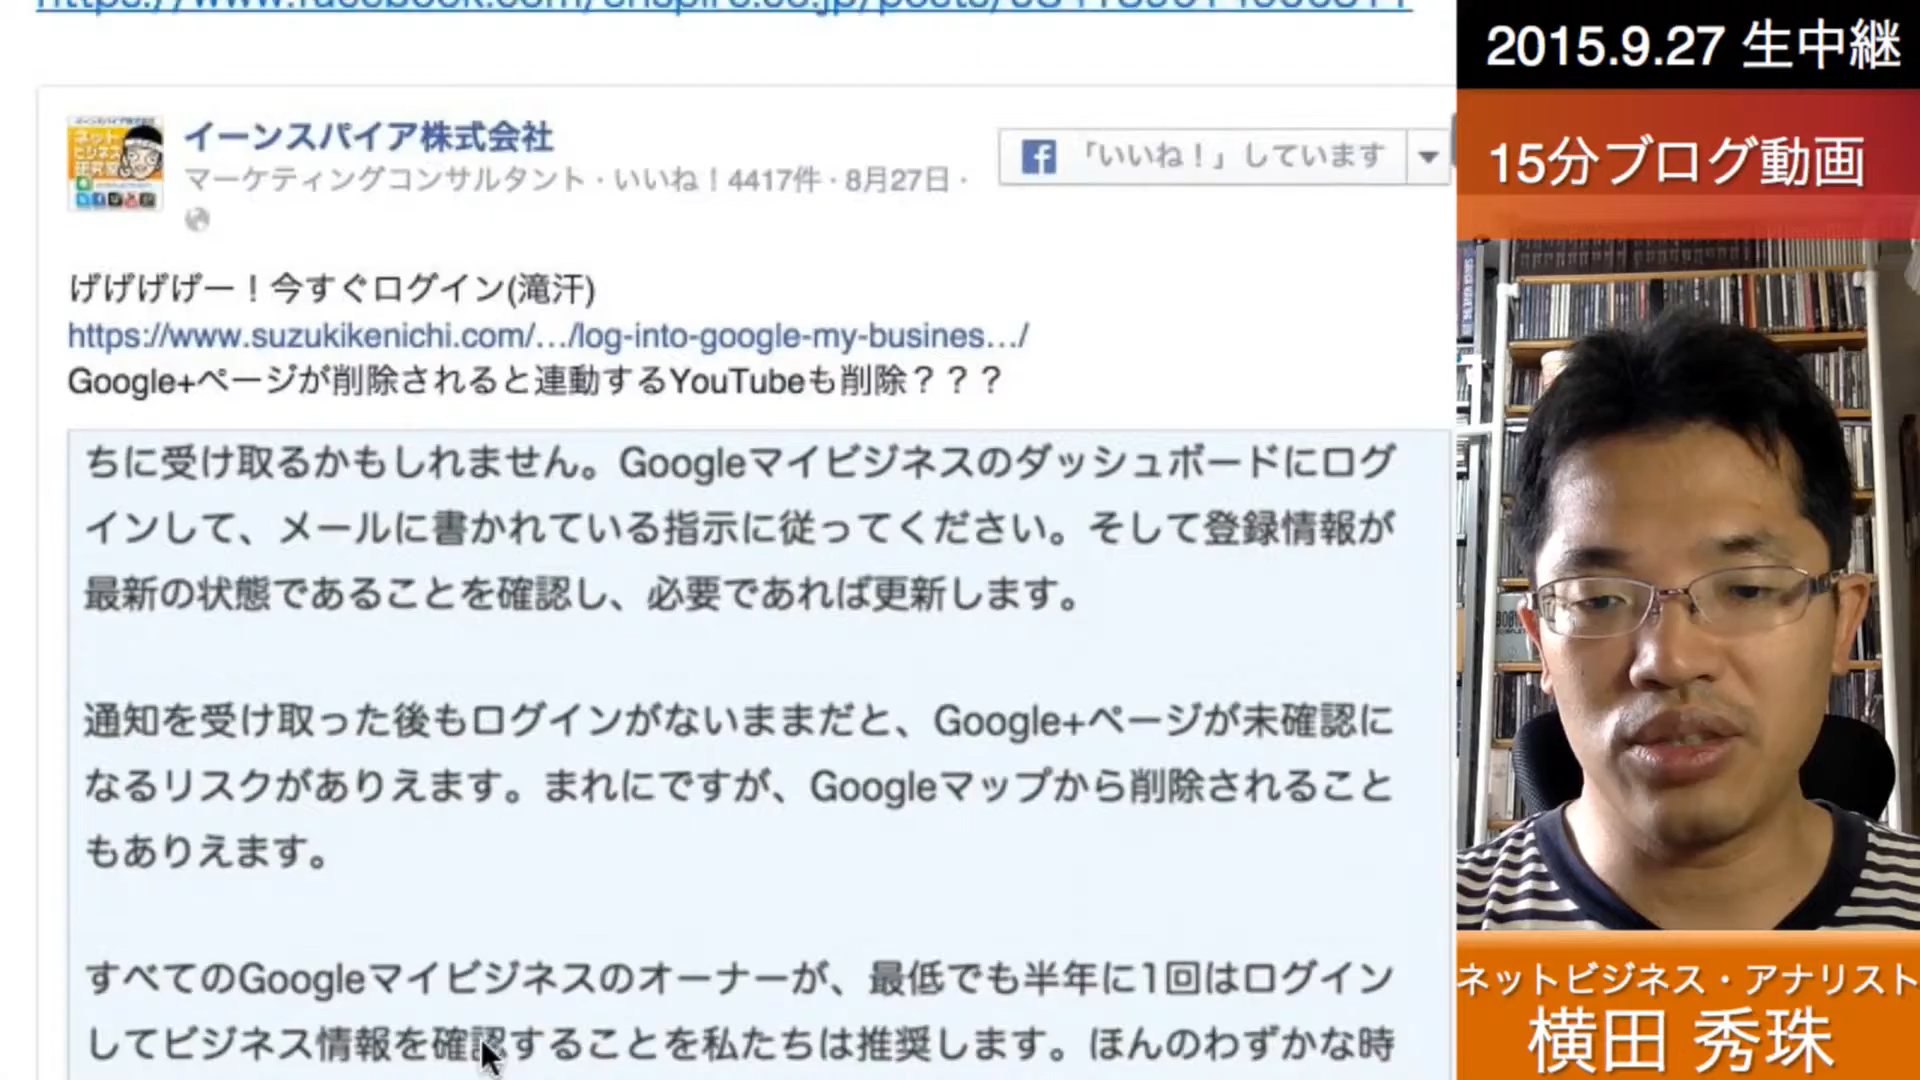 イーンスパイア株式会社
マーケティングコンサルタント・いいね！4417件・8月27日・
「いいね！」しています
げげげげー！今すぐログイン(滝汗)
https://www.suzukikenichi.com/…/log-into-google-my-busines…/
Google+ページが削除されると連動するYouTubeも削除？？？
ちに受け取るかもしれません。Googleマイビジネスのダッシュボードにログ
インして、メールに書かれている指示に従ってください。そして登録情報が
最新の状態であることを確認し、必要であれば更新します。
通知を受け取った後もログインがないままだと、Google+ページが未確認に
なるリスクがありえます。まれにですが、Googleマップから削除されること
もありえます。
すべてのGoogleマイビジネスのオーナーが、最低でも半年に1回はログイン
してビジネス情報を確認することを私たちは推奨します。ほんのわずかな時
2015.9.27 生中継
15分ブログ動画
ネットビジネス・アナリスト
横田 秀珠